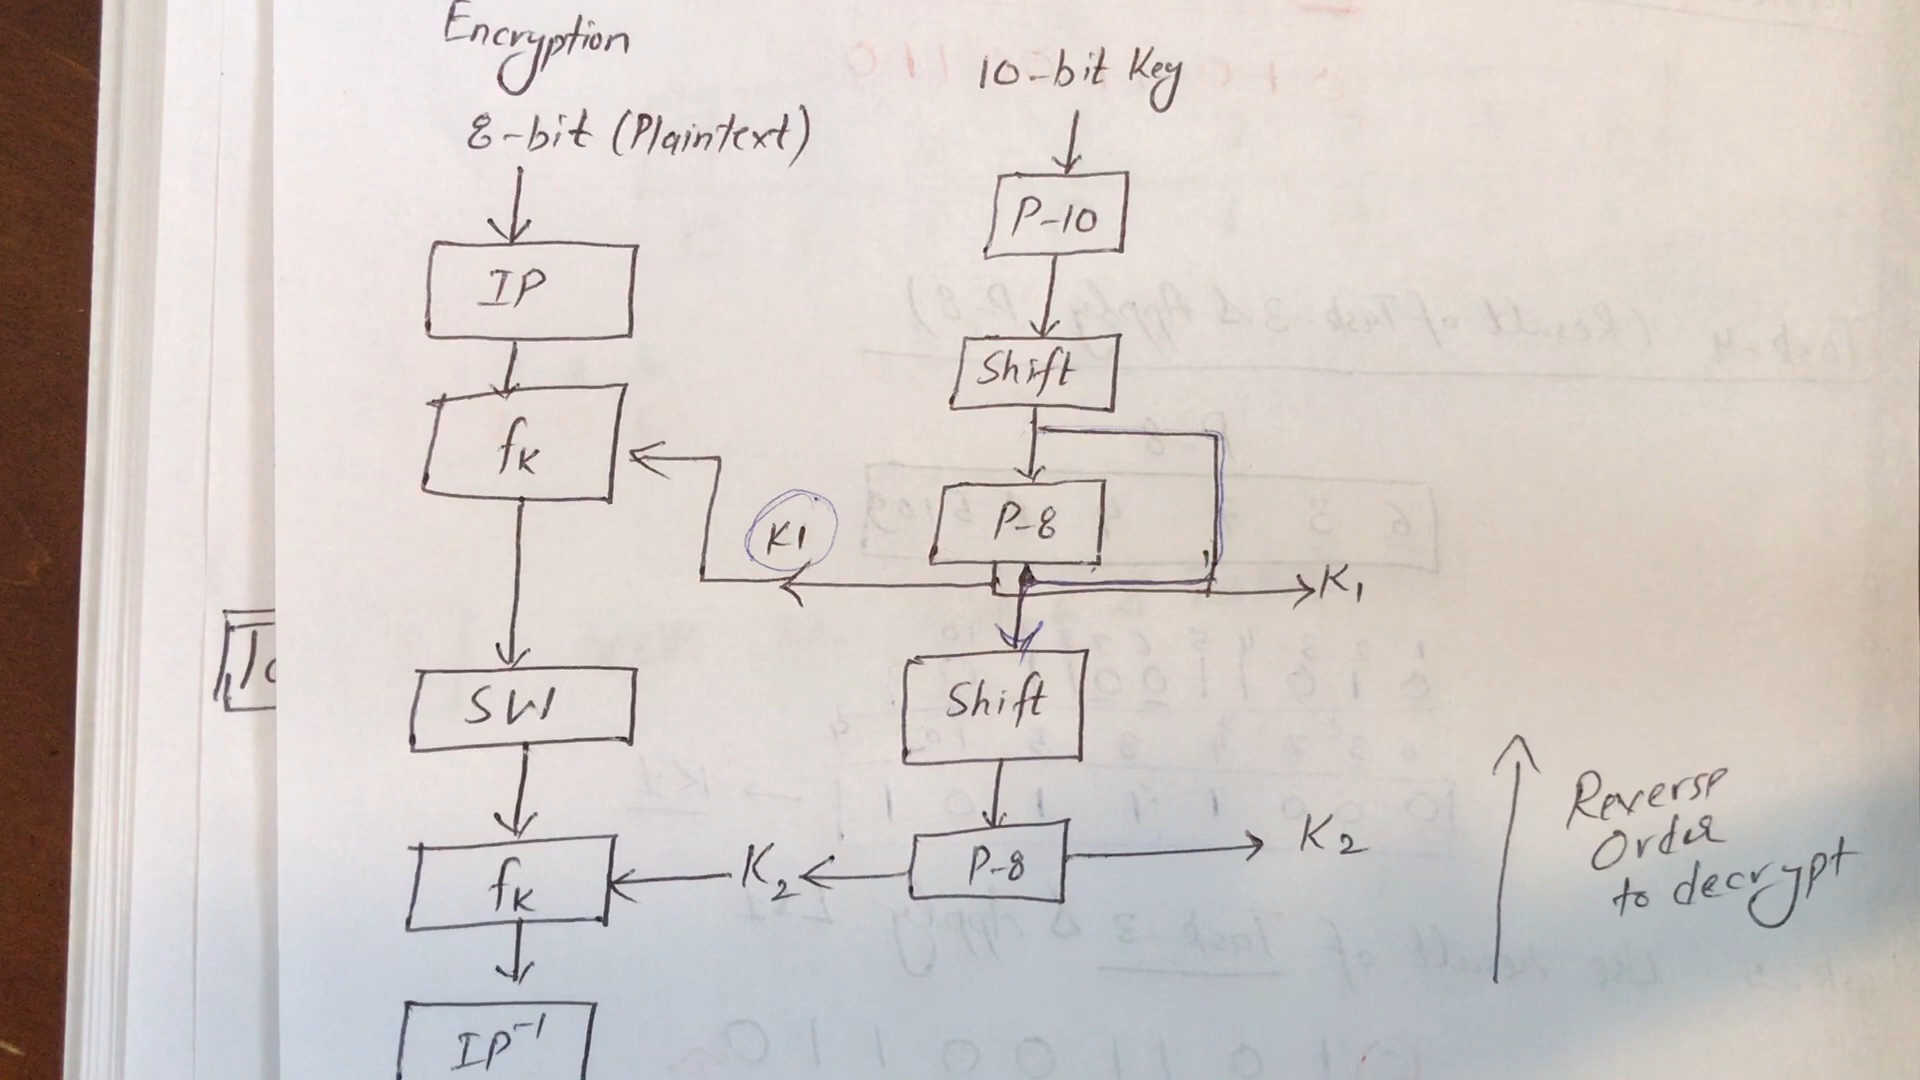 Encryption
8-bit (Plaintext)
IP
fK
SW
fK
IP⁻¹
10-bit Key
P-10
Shift
P-8
K1
K₁
Shift
P-8
K₂
K₂
Reverse
Order
to decrypt